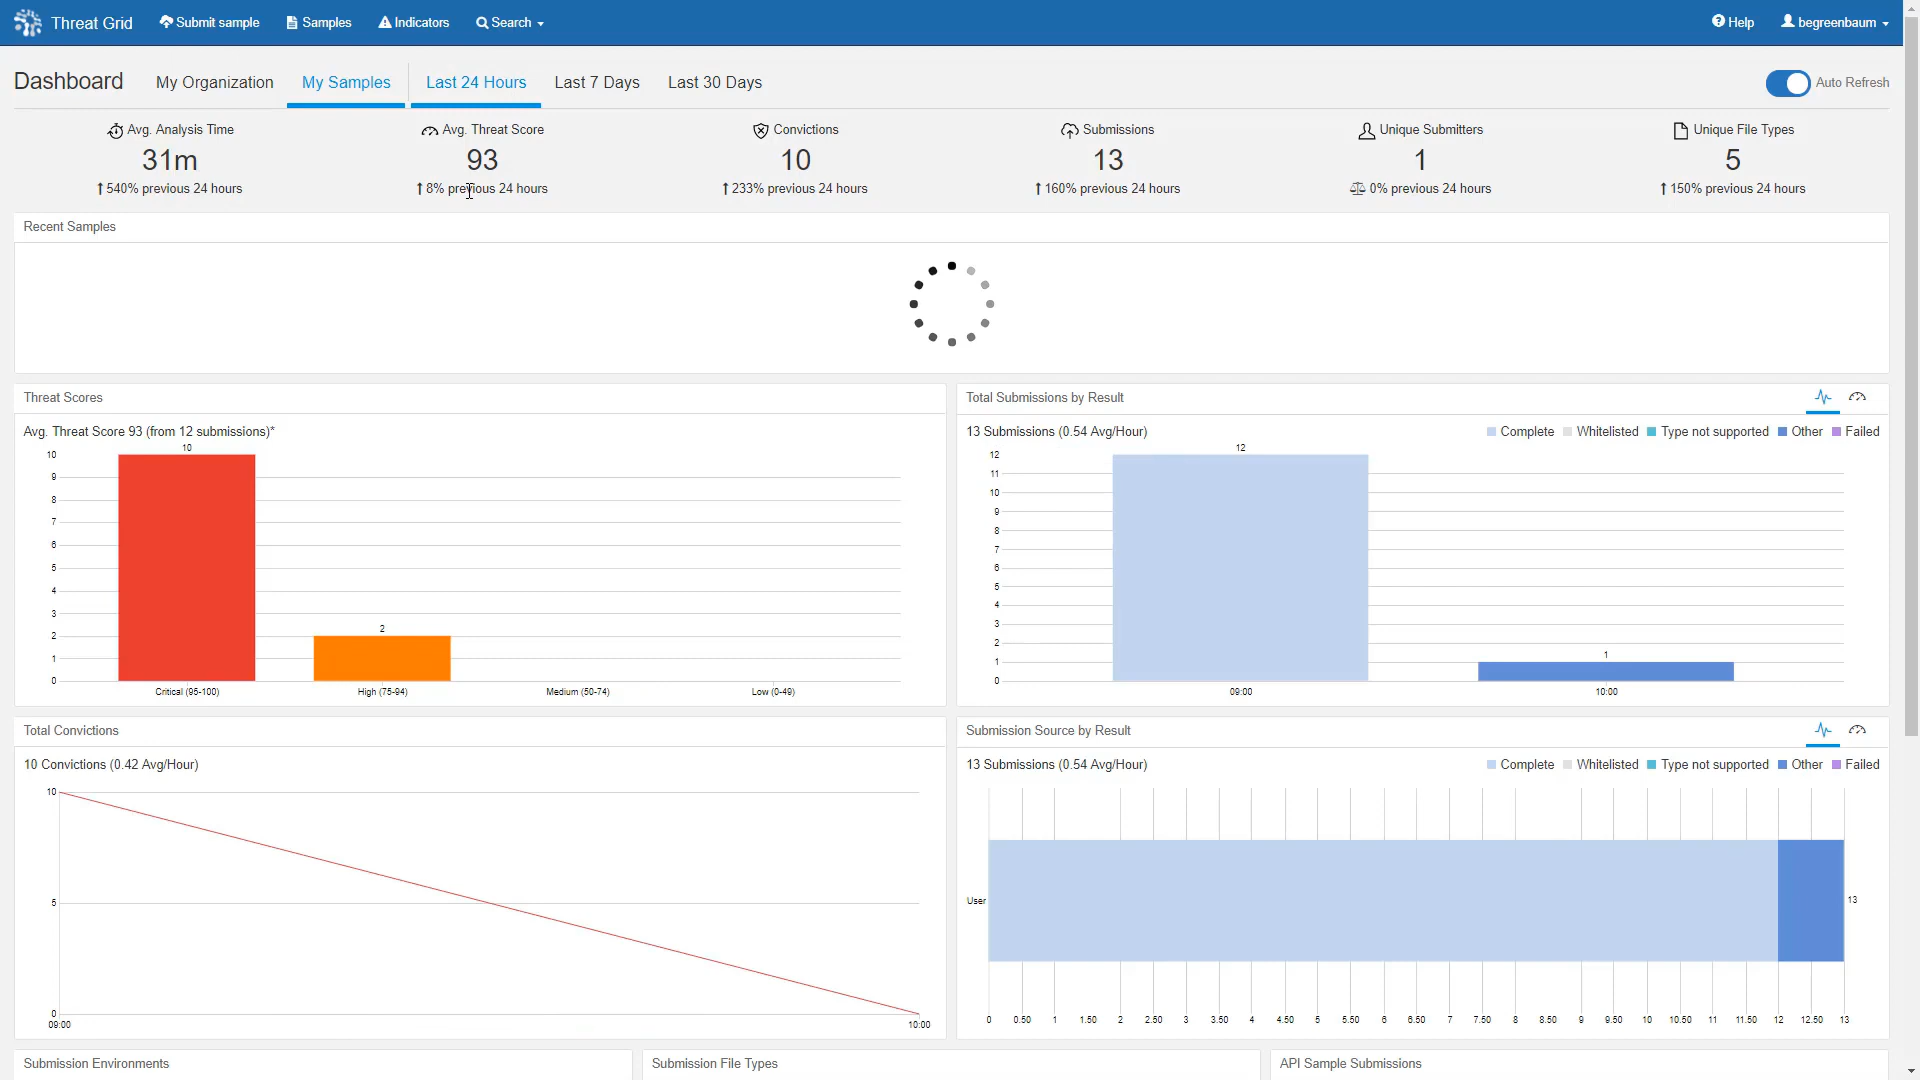 Threat Grid
Submit sample
Samples
Indicators
Search
Help
begreenbaum
Dashboard
My Organization
My Samples
Last 24 Hours
Last 7 Days
Last 30 Days
Auto Refresh
Avg. Analysis Time
31m
540% previous 24 hours
Avg. Threat Score
93
8% previous 24 hours
Convictions
10
233% previous 24 hours
Submissions
13
160% previous 24 hours
Unique Submitters
1
0% previous 24 hours
Unique File Types
5
150% previous 24 hours
Recent Samples
Threat Scores
Avg. Threat Score 93 (from 12 submissions)*
10
10
9
8
7
6
5
4
3
2
2
1
0
Critical (95-100)
High (75-94)
Medium (50-74)
Low (0-49)
Total Submissions by Result
13 Submissions (0.54 Avg/Hour)
Complete
Whitelisted
Type not supported
Other
Failed
12
12
11
10
9
8
7
6
5
4
3
2
1
1
0
09:00
10:00
Total Convictions
10 Convictions (0.42 Avg/Hour)
10
5
0
09:00
10:00
Submission Source by Result
13 Submissions (0.54 Avg/Hour)
Complete
Whitelisted
Type not supported
Other
Failed
User
13
0 0.50 1 1.50 2 2.50 3 3.50 4 4.50 5 5.50 6 6.50 7 7.50 8 8.50 9 9.50 10 10.50 11 11.50 12 12.50 13
Submission Environments
Submission File Types
API Sample Submissions